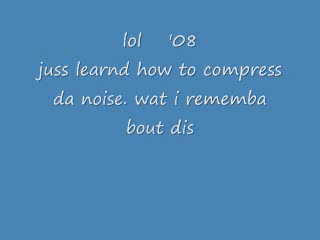 lol '08
juss learnd how to compress
da noise. wat i rememba
bout dis